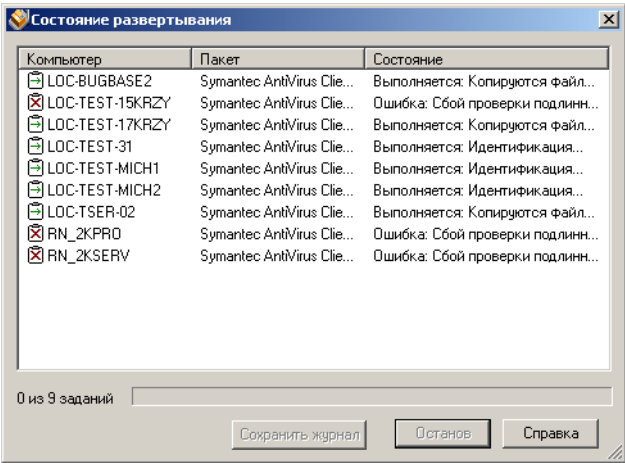 Состояние развертывания
Компьютер Пакет Состояние
LOC-BUGBASE2 Symantec AntiVirus Clie... Выполняется: Копируются файл...
LOC-TEST-15KRZY Symantec AntiVirus Clie... Ошибка: Сбой проверки подлинн...
LOC-TEST-17KRZY Symantec AntiVirus Clie... Выполняется: Копируются файл...
LOC-TEST-31 Symantec AntiVirus Clie... Выполняется: Идентификация...
LOC-TEST-MICH1 Symantec AntiVirus Clie... Выполняется: Идентификация...
LOC-TEST-MICH2 Symantec AntiVirus Clie... Выполняется: Идентификация...
LOC-TSER-02 Symantec AntiVirus Clie... Выполняется: Копируются файл...
RN_2KPRO Symantec AntiVirus Clie... Ошибка: Сбой проверки подлинн...
RN_2KSERV Symantec AntiVirus Clie... Ошибка: Сбой проверки подлинн...
0 из 9 заданий
Сохранить журнал Останов Справка